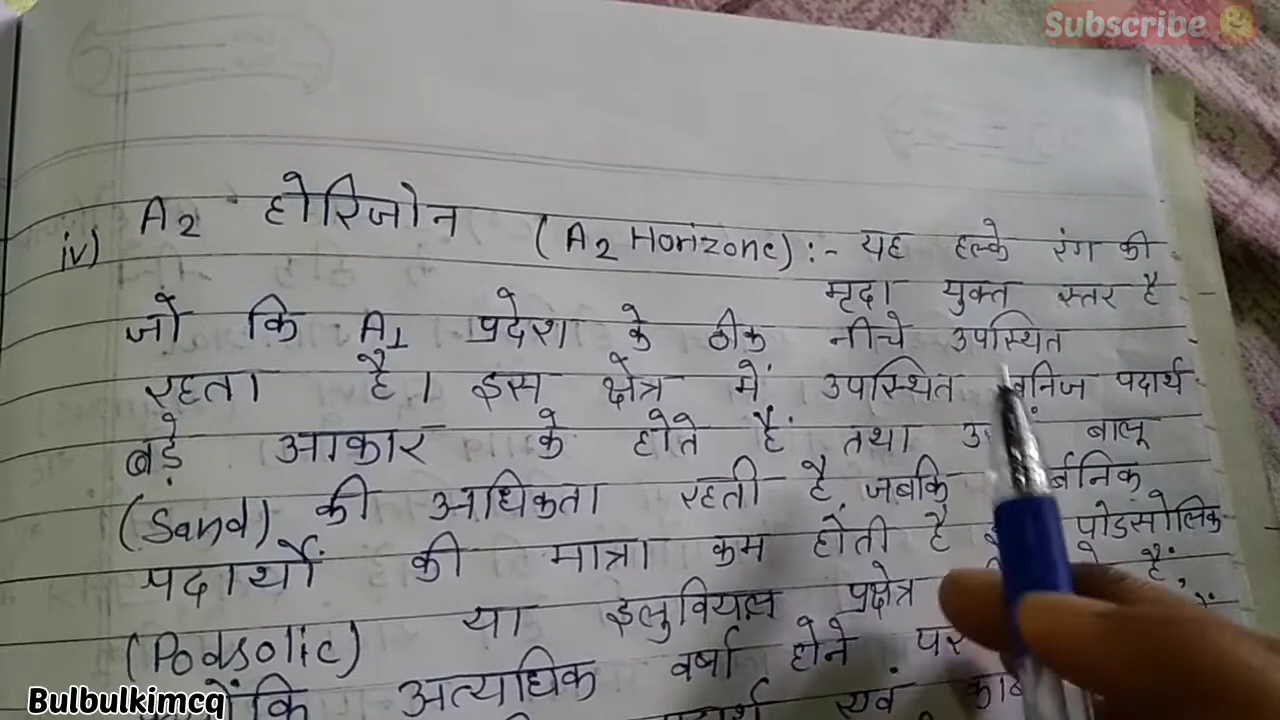 Subscribe
iv) A2 होरिजोन (A2 Horizone) :- यह हल्के रंग की
मृदा युक्त स्तर है
जो कि A1 प्रदेश के ठीक नीचे उपस्थित
रहता है। इस क्षेत्र में उपस्थित खनिज पदार्थ
बड़े आकार के होते हैं तथा बालू
(Sand) की अधिकता रहती है, जबकि
पदार्थों की मात्रा कम होती है पोडसोलिक
(Podsolic) या इलुवियल प्रक्षेत्र हैं,
अत्यधिक वर्षा होने पर
एवं
Bulbulkimcq